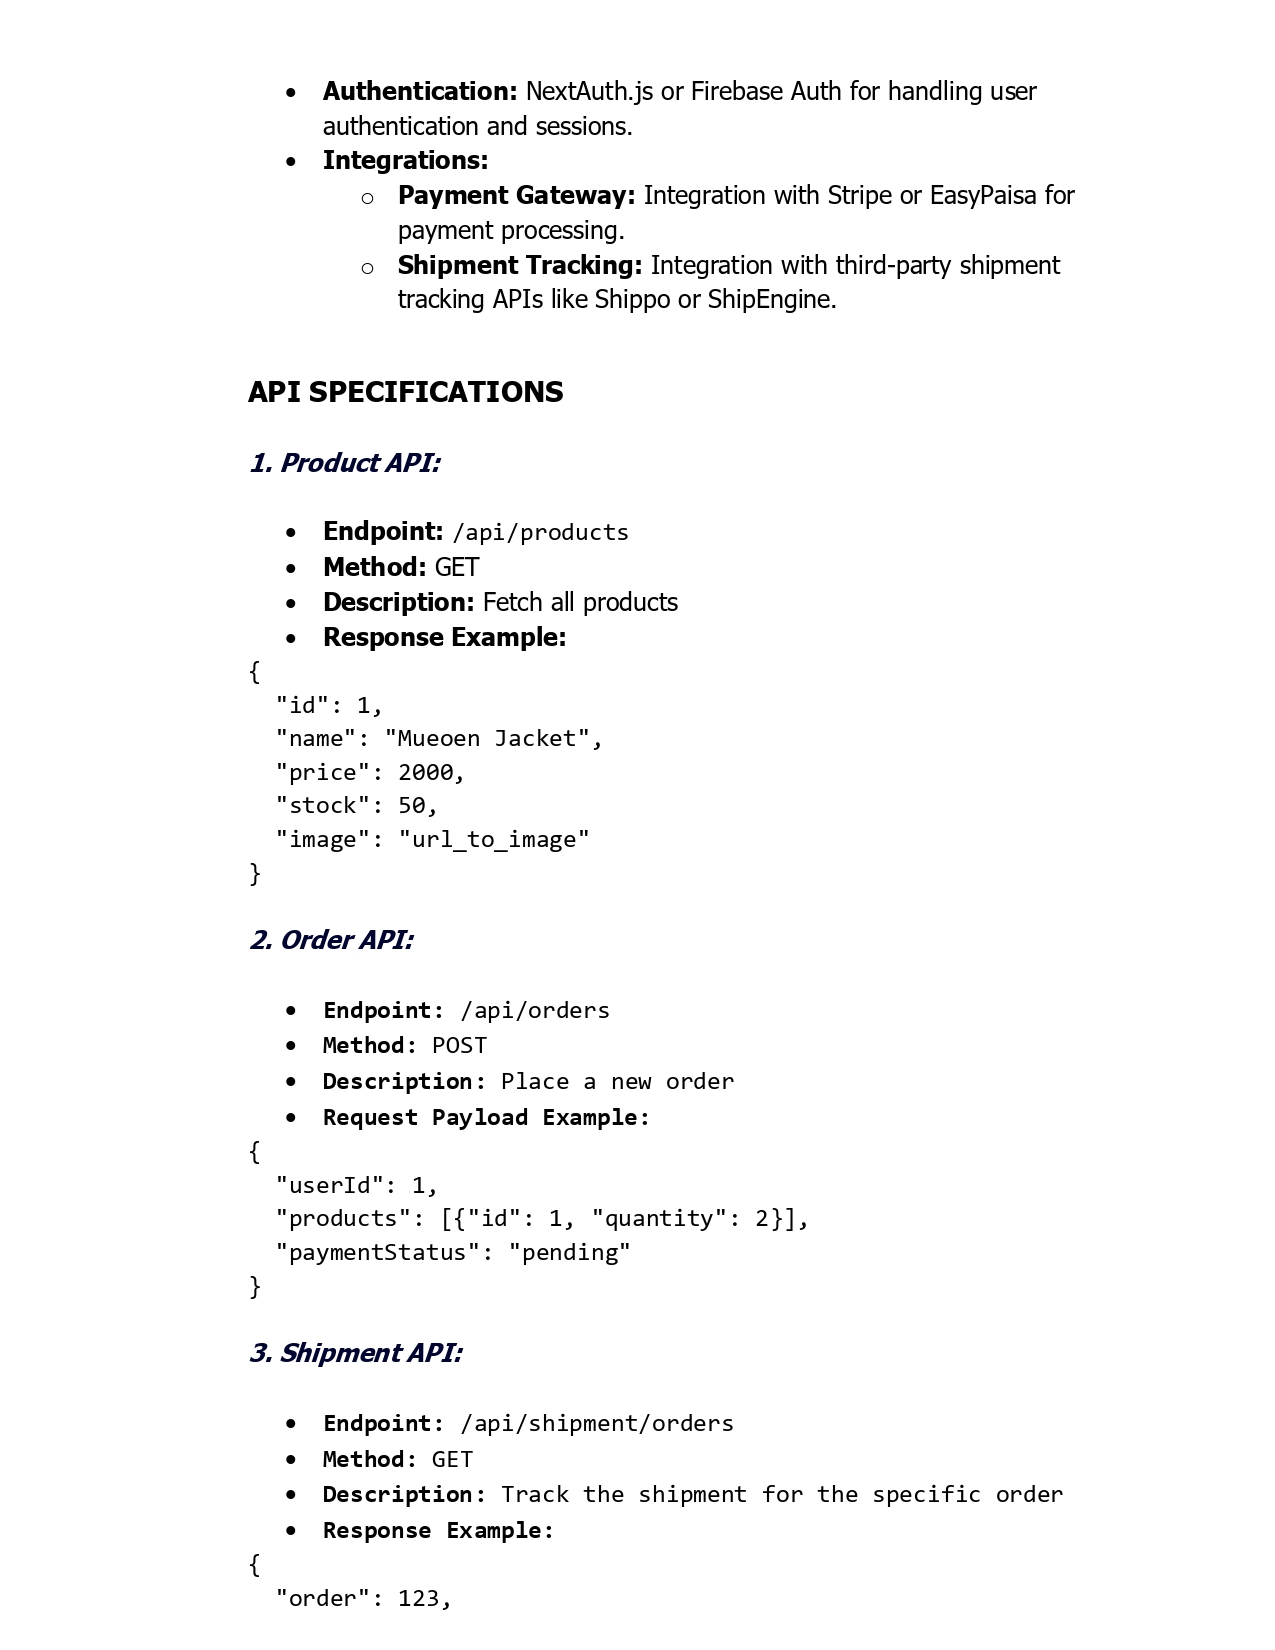 • Authentication: NextAuth.js or Firebase Auth for handling user
authentication and sessions.
• Integrations:
o Payment Gateway: Integration with Stripe or EasyPaisa for
payment processing.
o Shipment Tracking: Integration with third-party shipment
tracking APIs like Shippo or ShipEngine.
API SPECIFICATIONS
1. Product API:
• Endpoint: /api/products
• Method: GET
• Description: Fetch all products
• Response Example:
{
  "id": 1,
  "name": "Mueoen Jacket",
  "price": 2000,
  "stock": 50,
  "image": "url_to_image"
}
2. Order API:
• Endpoint: /api/orders
• Method: POST
• Description: Place a new order
• Request Payload Example:
{
  "userId": 1,
  "products": [{"id": 1, "quantity": 2}],
  "paymentStatus": "pending"
}
3. Shipment API:
• Endpoint: /api/shipment/orders
• Method: GET
• Description: Track the shipment for the specific order
• Response Example:
{
  "order": 123,